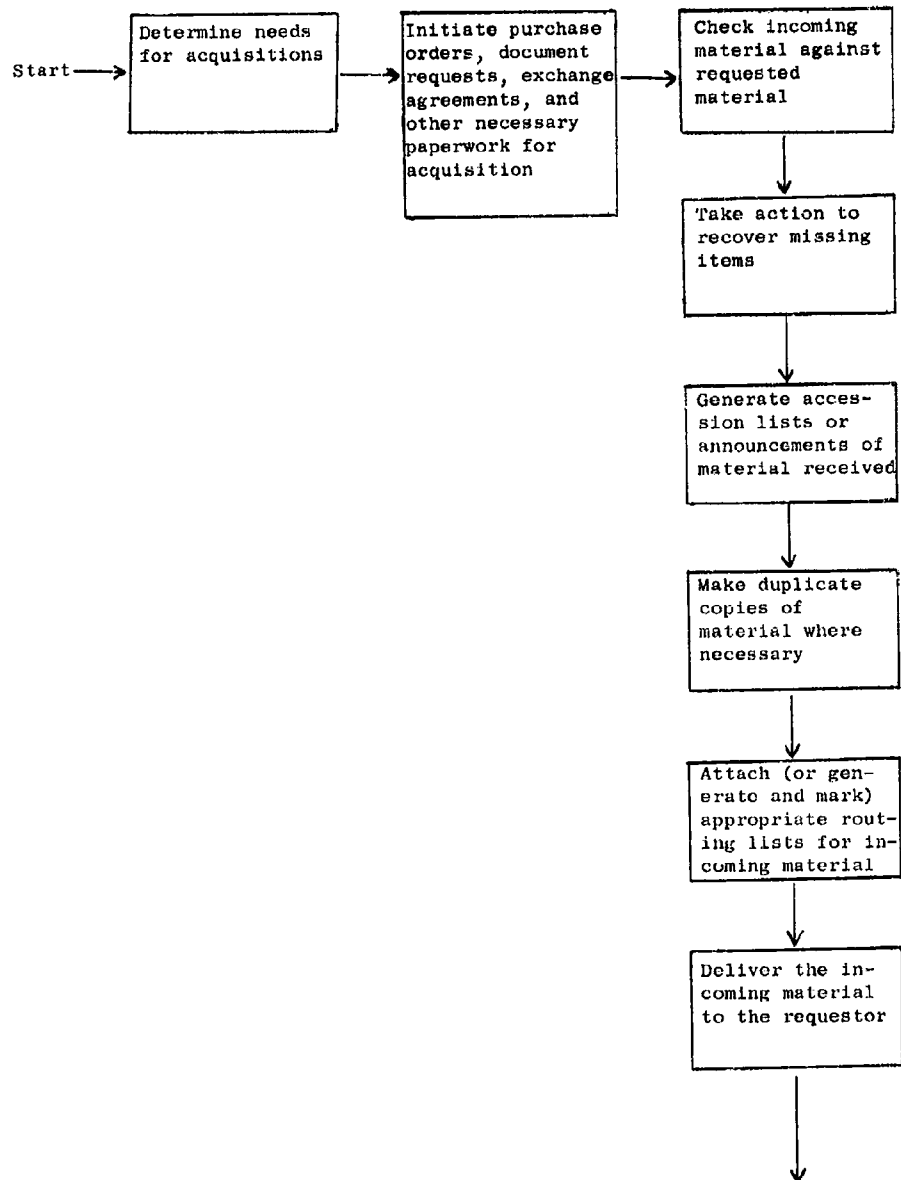 Start
Determine needs
for acquisitions
Initiate purchase
orders, document
requests, exchange
agreements, and
other necessary
paperwork for
acquisition
Check incoming
material against
requested
material
Take action to
recover missing
items
Generate acces-
sion lists or
announcements of
material received
Make duplicate
copies of
material where
necessary
Attach (or gen-
erate and mark)
appropriate rout-
ing lists for in-
coming material
Deliver the in-
coming material
to the requestor